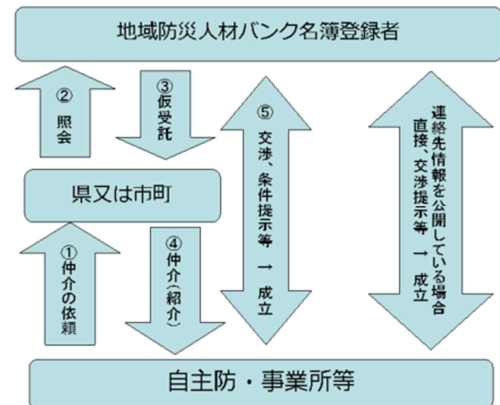 地域防災人材バンク名簿登録者
②照会
③仮受託
⑤交渉、条件提示等 → 成立
連絡先情報を公開している場合
直接、交渉提示等 → 成立
県又は市町
①仲介の依頼
④仲介(紹介)
自主防・事業所等